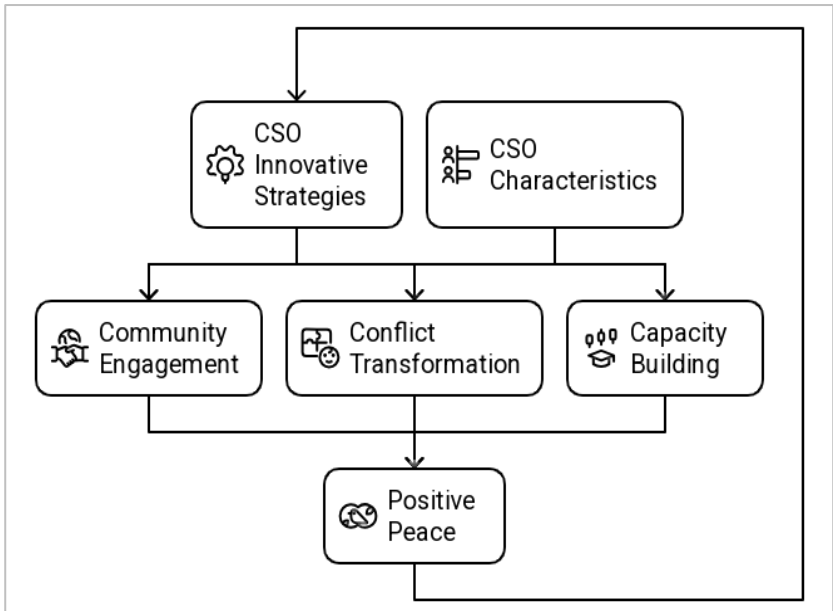 CSO
Innovative
Strategies
CSO
Characteristics
Community
Engagement
Conflict
Transformation
Capacity
Building
Positive
Peace